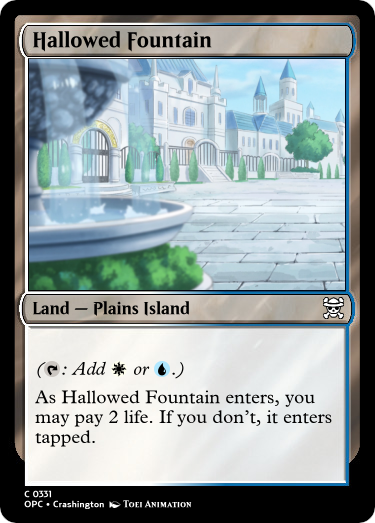 Hallowed Fountain
Land — Plains Island
(: Add or .)
As Hallowed Fountain enters, you
may pay 2 life. If you don't, it enters
tapped.
C 0331
OPC • Crashington TOEI ANIMATION